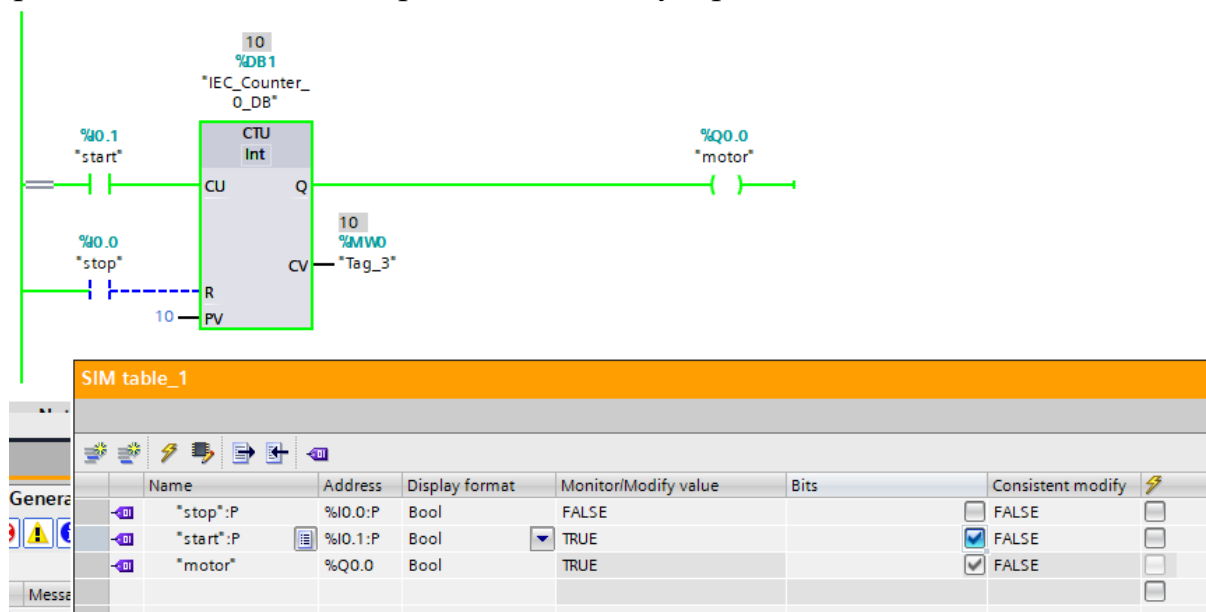 10
%DB1
"IEC_Counter_
0_DB"
%I0.1
"start"
CTU
Int
%Q0.0
"motor"
CU
Q
10
%MW0
"Tag_3"
%I0.0
"stop"
CV
R
10
PV
SIM table_1
Name Address Display format Monitor/Modify value Bits Consistent modify
Genera
"stop":P %I0.0:P Bool FALSE FALSE
"start":P %I0.1:P Bool TRUE FALSE
"motor" %Q0.0 Bool TRUE FALSE
Messa